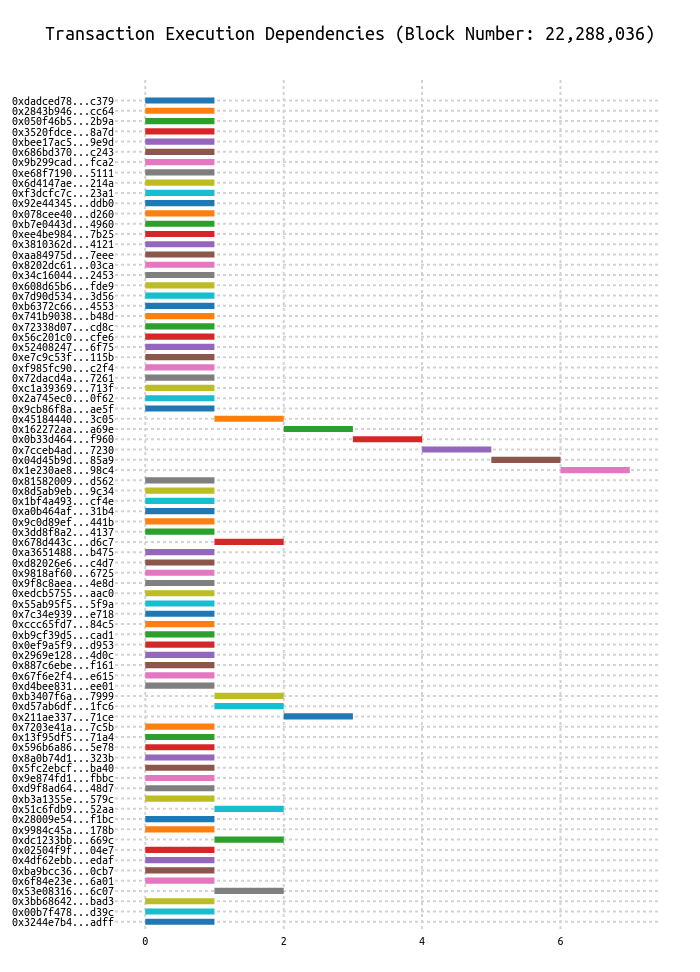 Transaction Execution Dependencies (Block Number: 22,288,036)
0xdadced78...c379
0x2843b946...cc64
0x050f46b5...2b9a
0x3520fdce...8a7d
0xbee17ac5...9e9d
0x686bd370...c243
0x9b299cad...fca2
0xe68f7190...5111
0x6d4147ae...214a
0xf3dcfc7c...23a1
0x92e44345...ddb0
0x078cee40...d260
0xb7e0443d...4960
0xee4be984...7b25
0x3810362d...4121
0xaa84975d...7eee
0x8202dc61...03ca
0x34c16044...2453
0x608d65b6...fde9
0x7d90d534...3d56
0xb6372c66...4553
0x741b9038...b48d
0x72338d07...cd8c
0x56c201c0...cfe6
0x52408247...6f75
0xe7c9c53f...115b
0xf985fc90...c2f4
0x72dacd4a...7261
0xc1a39369...713f
0x2a745ec0...0f62
0x9cb86f8a...ae5f
0x45184440...3c05
0x162272aa...a69e
0x0b33d464...f960
0x7cceb4ad...7230
0x04d45b9d...85a9
0x1e230ae8...98c4
0x81582009...d562
0x8d5ab9eb...9c34
0x1bf4a493...cf4e
0xa0b464af...31b4
0x9c0d89ef...441b
0x3dd8f8a2...4137
0x678d443c...d6c7
0xa3651488...b475
0xd82026e6...c4d7
0x9818af60...6725
0x9f8c8aea...4e8d
0xedcb5755...aac0
0x55ab95f5...5f9a
0x7c34e939...e718
0xccc65fd7...84c5
0xb9cf39d5...cad1
0x0ef9a5f9...d953
0x2969e128...4d0c
0x887c6ebe...f161
0x67f6e2f4...e615
0xd4bee831...ee01
0xb3407f6a...7999
0xd57ab6df...1fc6
0x211ae337...71ce
0x7203e41a...7c5b
0x13f95df5...71a4
0x596b6a86...5e78
0x8a0b74d1...323b
0x5fc2ebcf...ba40
0x9e874fd1...fbbc
0xd9f8ad64...48d7
0xb3a1355e...579c
0x51c6fdb9...52aa
0x28009e54...f1bc
0x9984c45a...178b
0xdc1233bb...669c
0x02504f9f...04e7
0x4df62ebb...edaf
0xba9bcc36...0cb7
0x6f84e23e...6a01
0x53e08316...6c07
0x3bb68642...bad3
0x00b7f478...d39c
0x3244e7b4...adff
0 2 4 6